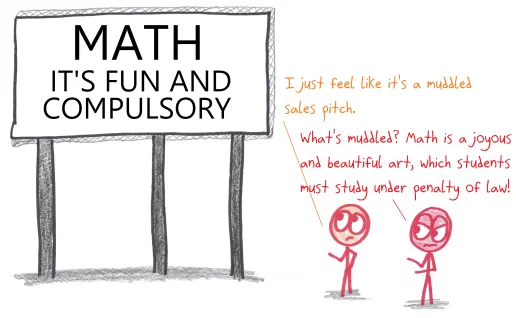 MATH
IT'S FUN AND
COMPULSORY
I just feel like it's a muddled
sales pitch.
What's muddled? Math is a joyous
and beautiful art, which students
must study under penalty of law!